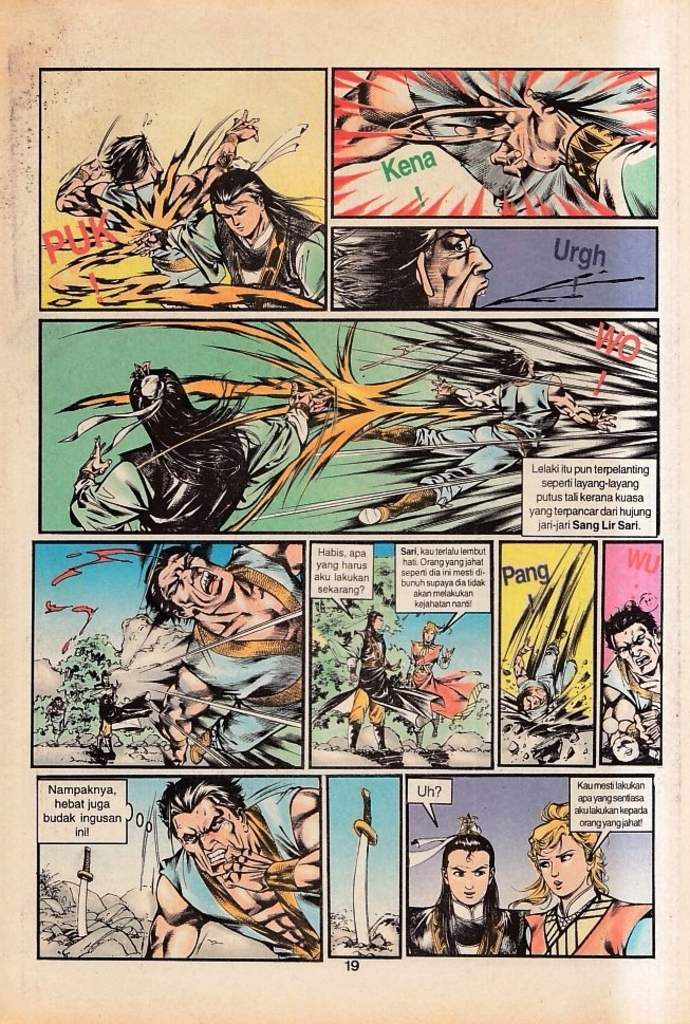 PUK
!
Kena
!
Urgh
!
WO
!
Lelaki itu pun terpelanting
seperti layang-layang
putus tali kerana kuasa
yang terpancar dari hujung
jari-jari Sang Lir Sari.
Habis, apa
yang harus
aku lakukan
sekarang?
Sari, kau terlalu lembut
hati. Orang yang jahat
seperti dia ini mesti di-
bunuh supaya dia tidak
akan melakukan
kejahatan nanti!
Pang
!
WU
Nampaknya,
hebat juga
budak ingusan
ini!
Uh?
Kau mesti lakukan
apa yang sentiasa
aku lakukan kepada
orang yang jahat!
19